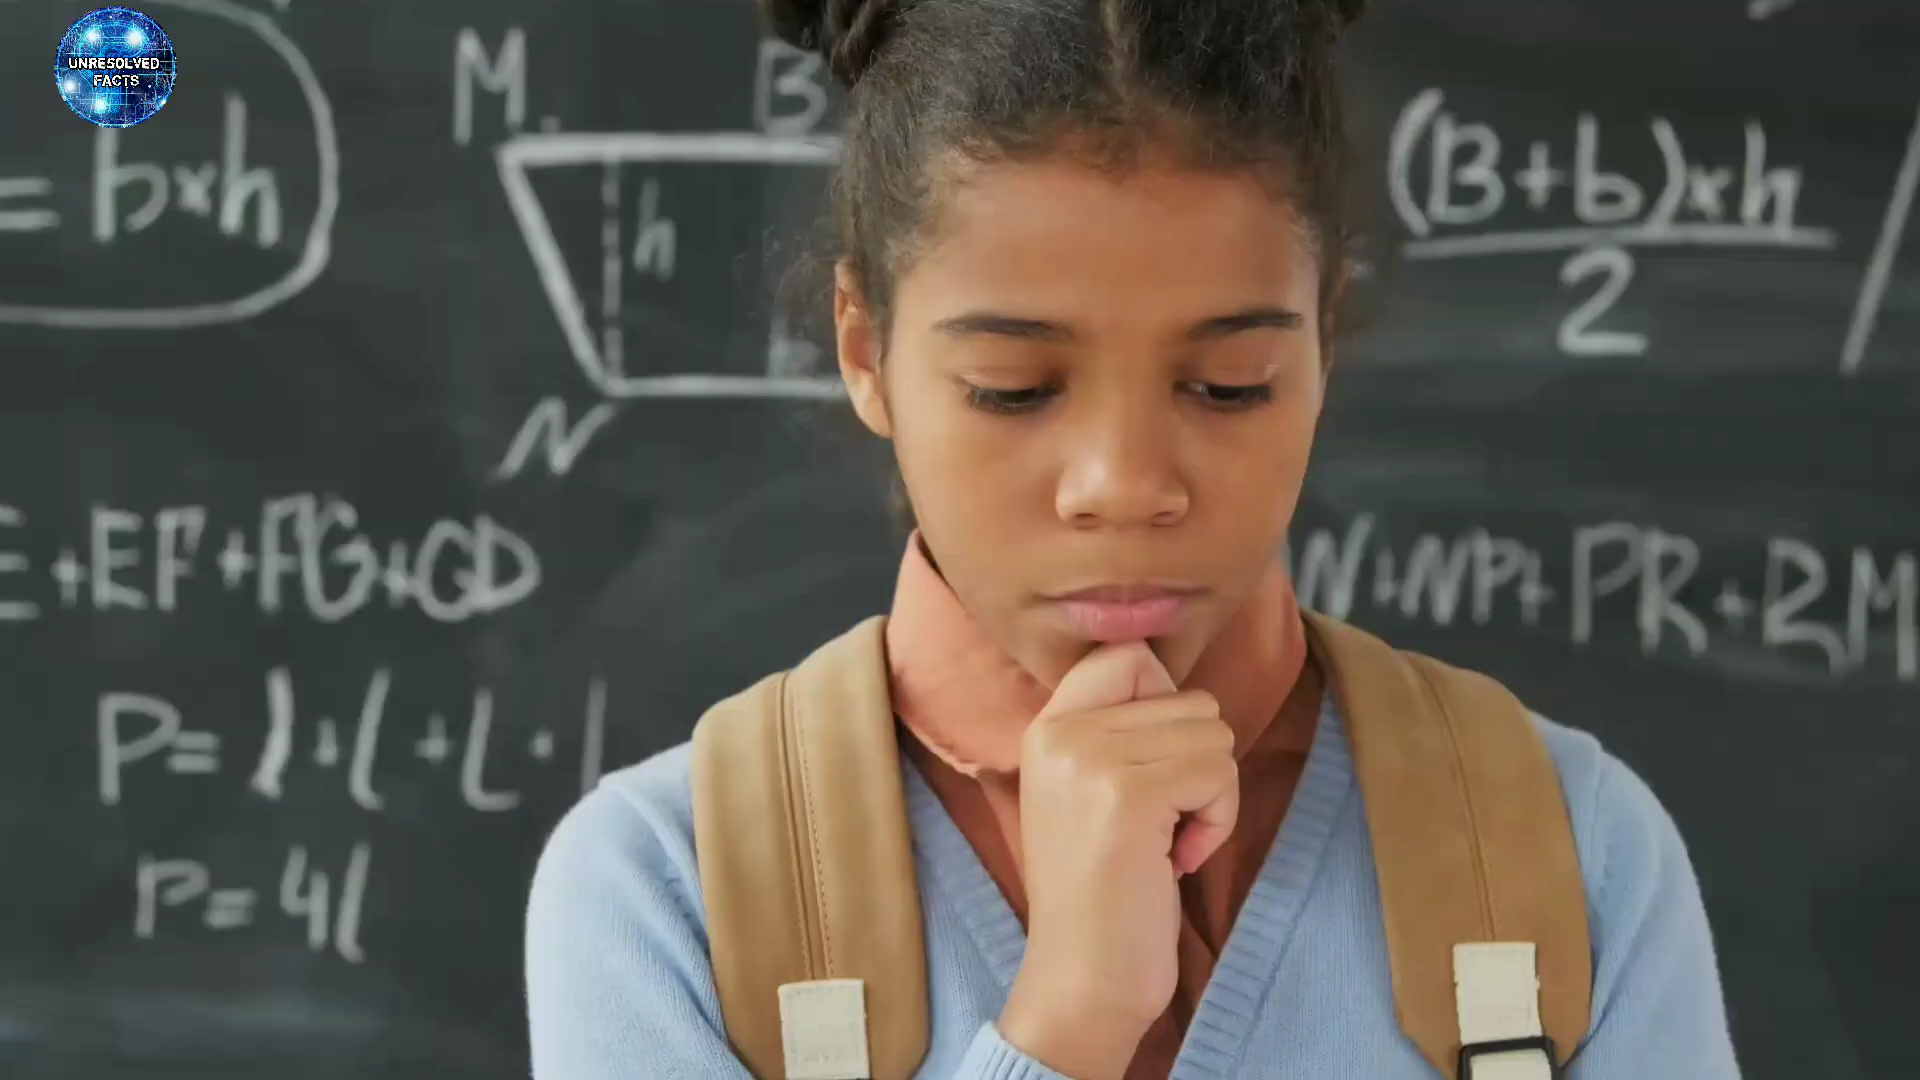 UNRESOLVED
FACTS
M.
B
= b×h
h
(B+b)×h
2
N
E+EF+FG+GD
N+NP+PR+RM
P= l+l+l+l
P= 4l